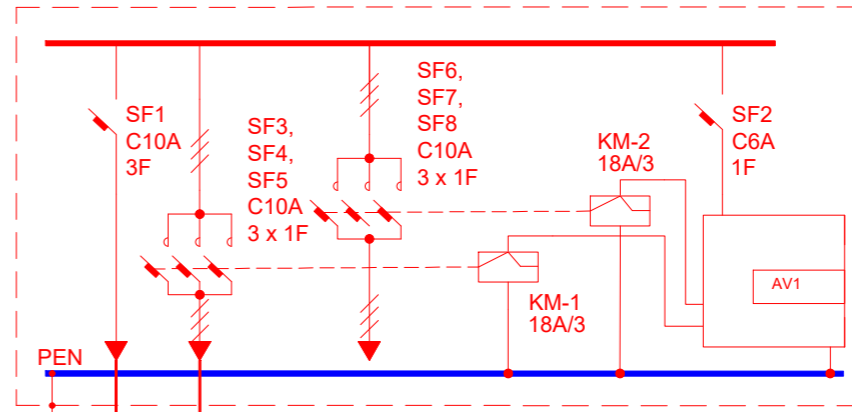 SF1
C10A
3F
SF3,
SF4,
SF5
C10A
3 x 1F
SF6,
SF7,
SF8
C10A
3 x 1F
KM-2
18A/3
KM-1
18A/3
SF2
C6A
1F
AV1
PEN